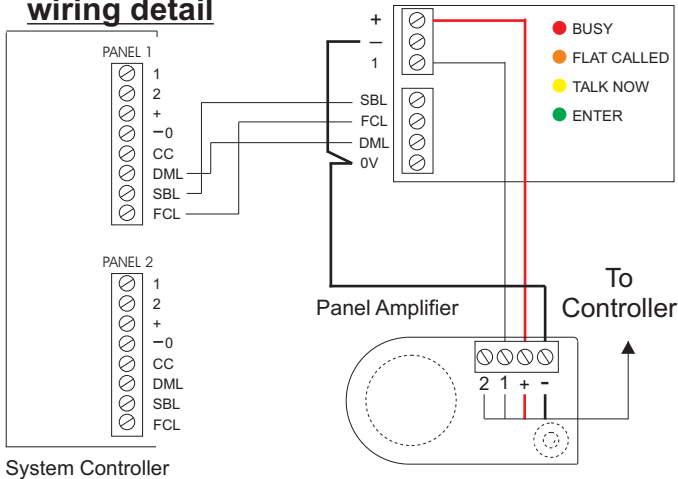 wiring detail
PANEL 1
1
2
+
−0
CC
DML
SBL
FCL
PANEL 2
1
2
+
−0
CC
DML
SBL
FCL
System Controller
+
−
1
SBL
FCL
DML
0V
BUSY
FLAT CALLED
TALK NOW
ENTER
Panel Amplifier
To
Controller
2 1 + -